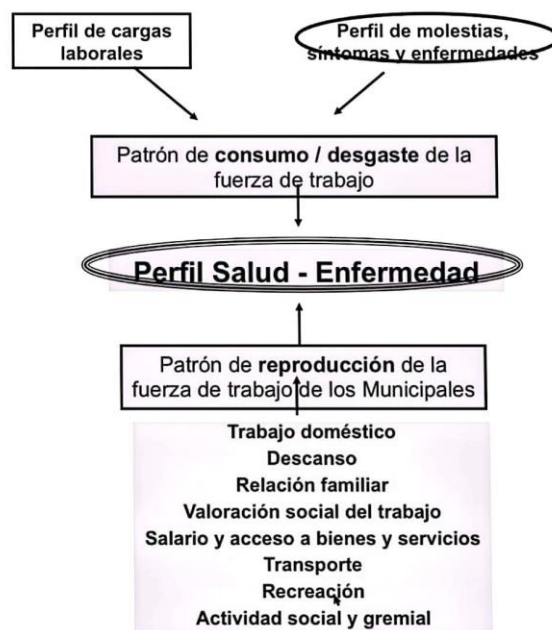 Perfil de cargas
laborales
Perfil de molestias,
síntomas y enfermedades
Patrón de consumo / desgaste de la
fuerza de trabajo
Perfil Salud - Enfermedad
Patrón de reproducción de la
fuerza de trabajo de los Municipales
Trabajo doméstico
Descanso
Relación familiar
Valoración social del trabajo
Salario y acceso a bienes y servicios
Transporte
Recreación
Actividad social y gremial